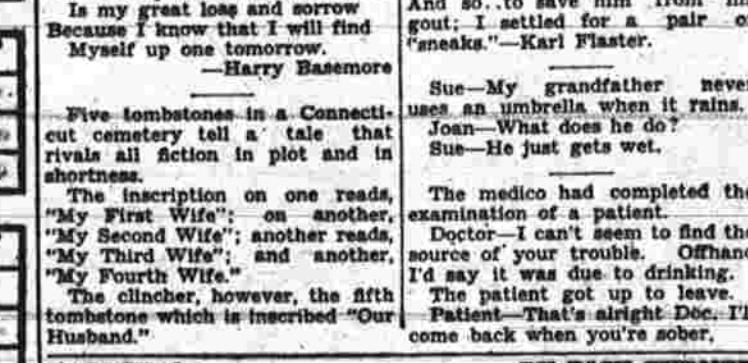 Is my great loss and sorrow
Because I know that I will find
Myself up one tomorrow.
—Harry Basemore
Five tombstones in a Connecti-
cut cemetery tell a tale that
rivals all fiction in plot and in
shortness.
The inscription on one reads,
"My First Wife"; on another,
"My Second Wife"; another reads,
"My Third Wife"; and another,
"My Fourth Wife."
The clincher, however, the fifth
tombstone which is inscribed "Our
Husband."
And so..to save him from
gout; I settled for a pair
"sneaks."—Karl Flaster.
Sue—My grandfather neve
uses an umbrella when it rains.
Joan—What does he do?
Sue—He just gets wet.
The medico had completed th
examination of a patient.
Doctor—I can't seem to find the
source of your trouble. Offhand
I'd say it was due to drinking.
The patient got up to leave.
Patient—That's alright Doc. I'l
come back when you're sober.